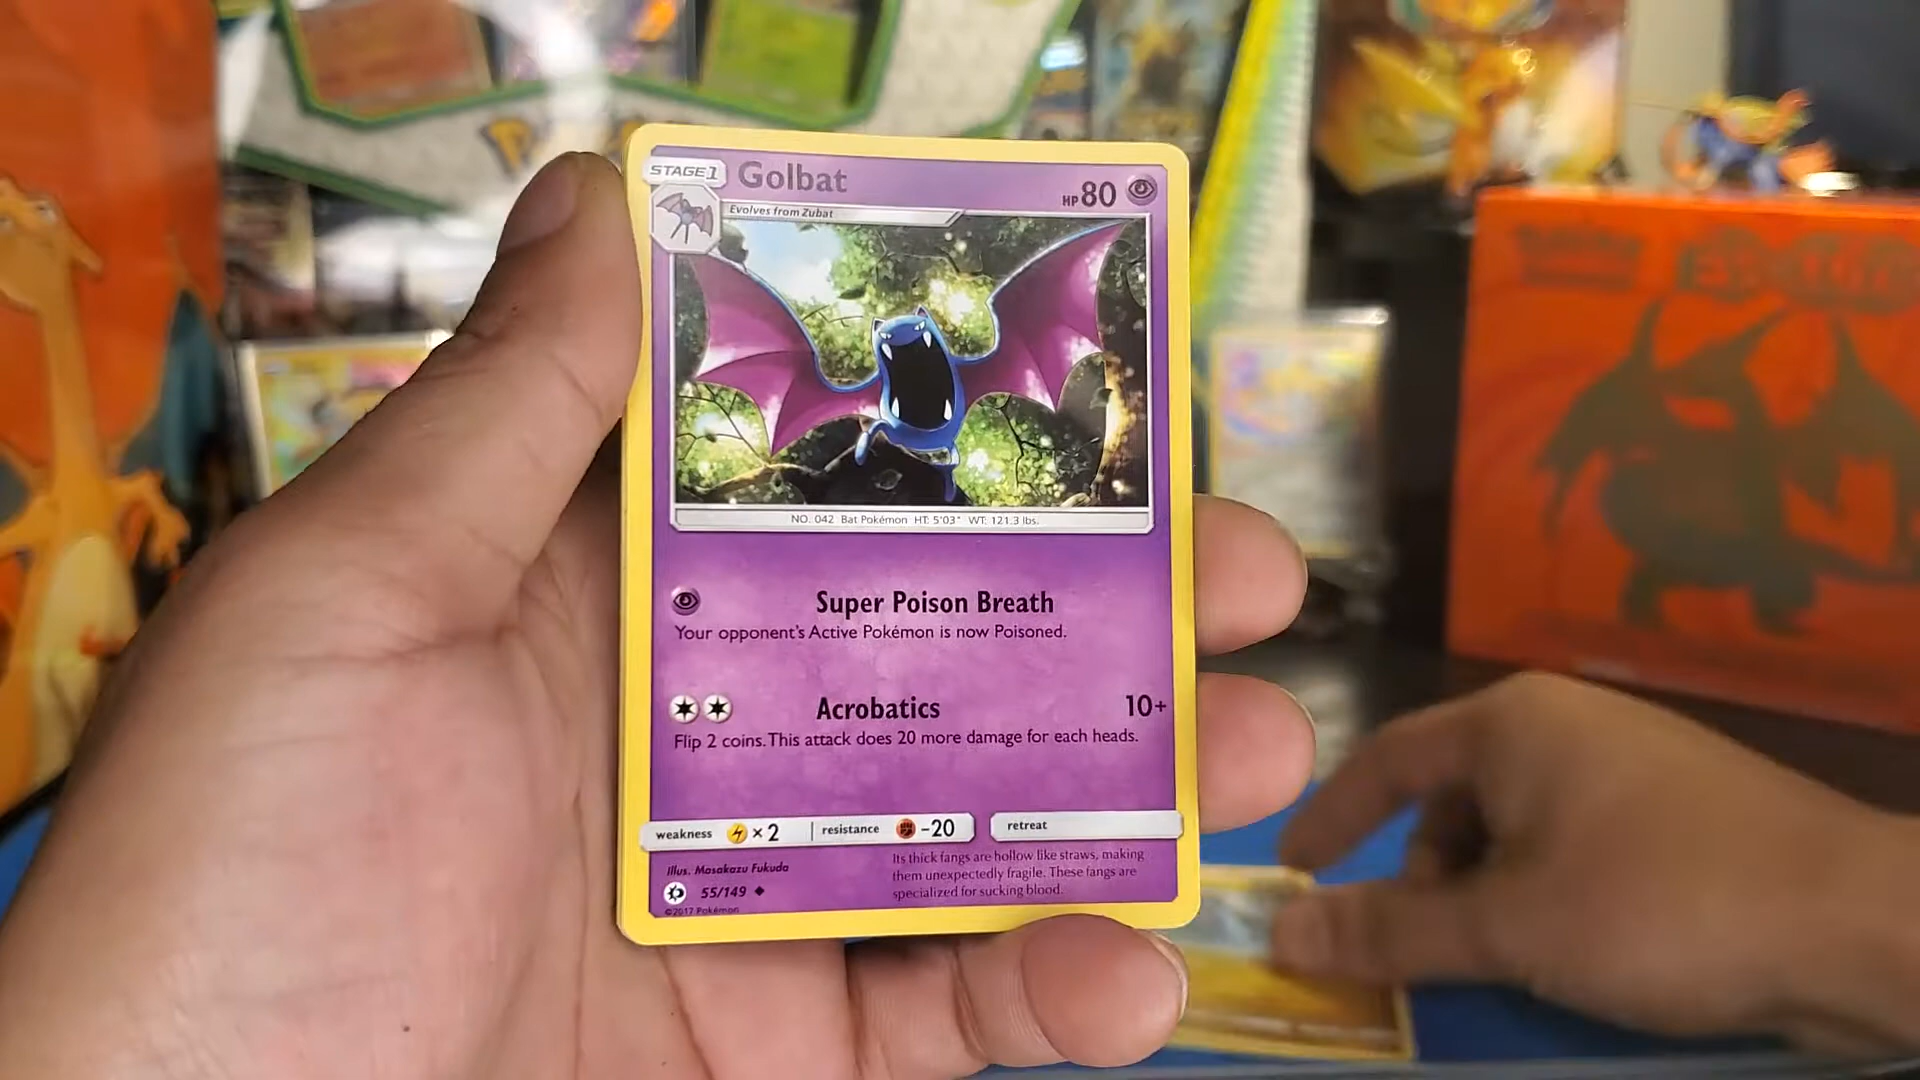 STAGE1 Golbat HP80
Evolves from Zubat
NO. 042 Bat Pokémon HT: 5'03" WT: 121.3 lbs.
Super Poison Breath
Your opponent's Active Pokémon is now Poisoned.
Acrobatics 10+
Flip 2 coins. This attack does 20 more damage for each heads.
weakness ×2 resistance -20 retreat
Illus. Masakazu Fukuda
55/149
©2017 Pokémon
Its thick fangs are hollow like straws, making
them unexpectedly fragile. These fangs are
specialized for sucking blood.